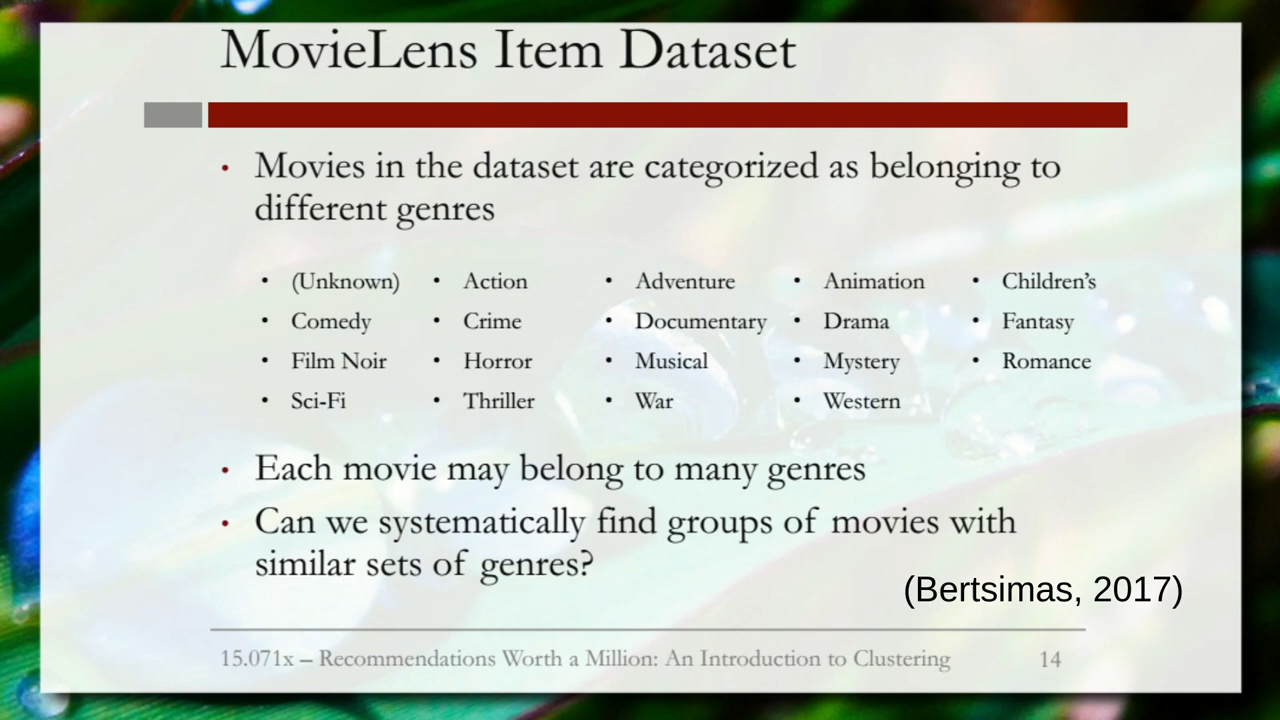 MovieLens Item Dataset
• Movies in the dataset are categorized as belonging to
different genres
• (Unknown) • Action • Adventure • Animation • Children’s
• Comedy • Crime • Documentary • Drama • Fantasy
• Film Noir • Horror • Musical • Mystery • Romance
• Sci-Fi • Thriller • War • Western
• Each movie may belong to many genres
• Can we systematically find groups of movies with
similar sets of genres?
(Bertsimas, 2017)
15.071x – Recommendations Worth a Million: An Introduction to Clustering 14